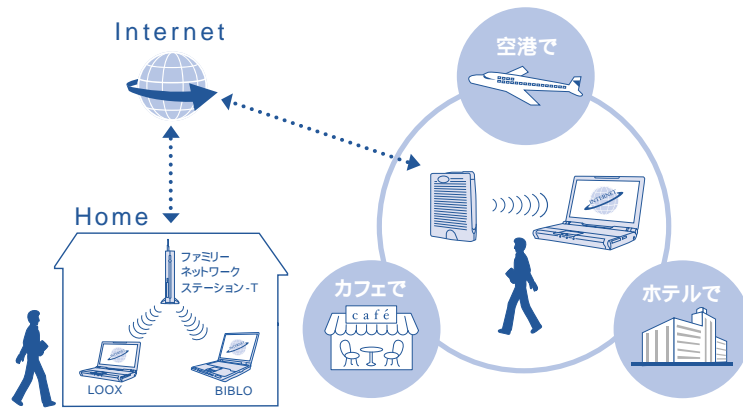 Internet
空港で
INTERNET
Home
ファミリー
ネットワーク
ステーション-T
LOOX
BIBLO
カフェで
café
ホテルで